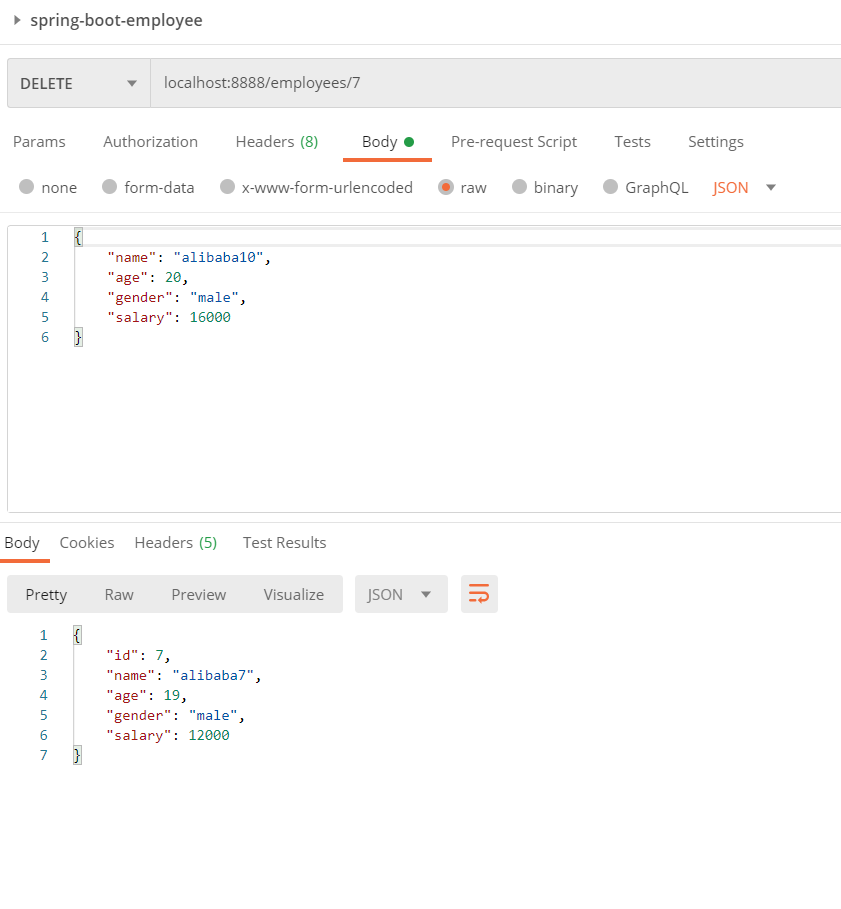 spring-boot-employee
DELETE localhost:8888/employees/7
Params Authorization Headers (8) Body Pre-request Script Tests Settings
none form-data x-www-form-urlencoded raw binary GraphQL JSON
1 {
2 "name": "alibaba10",
3 "age": 20,
4 "gender": "male",
5 "salary": 16000
6 }
Body Cookies Headers (5) Test Results
Pretty Raw Preview Visualize JSON
1 {
2 "id": 7,
3 "name": "alibaba7",
4 "age": 19,
5 "gender": "male",
6 "salary": 12000
7 }